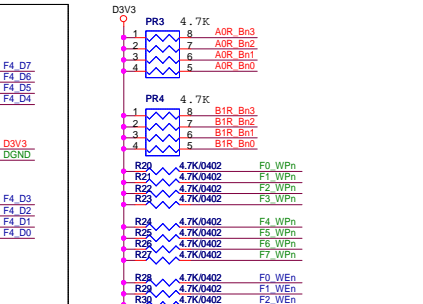 D3V3
PR3 4.7K
1 8 A0R_Bn3
2 7 A0R_Bn2
3 6 A0R_Bn1
4 5 A0R_Bn0
F4_D7
F4_D6
F4_D5
F4_D4
PR4 4.7K
1 8 B1R_Bn3
2 7 B1R_Bn2
3 6 B1R_Bn1
4 5 B1R_Bn0
D3V3
DGND
R20 4.7K/0402 F0_WPn
R21 4.7K/0402 F1_WPn
R22 4.7K/0402 F2_WPn
R23 4.7K/0402 F3_WPn
F4_D3
F4_D2
F4_D1
F4_D0
R24 4.7K/0402 F4_WPn
R25 4.7K/0402 F5_WPn
R26 4.7K/0402 F6_WPn
R27 4.7K/0402 F7_WPn
R28 4.7K/0402 F0_WEn
R29 4.7K/0402 F1_WEn
R30 4.7K/0402 F2_WEn